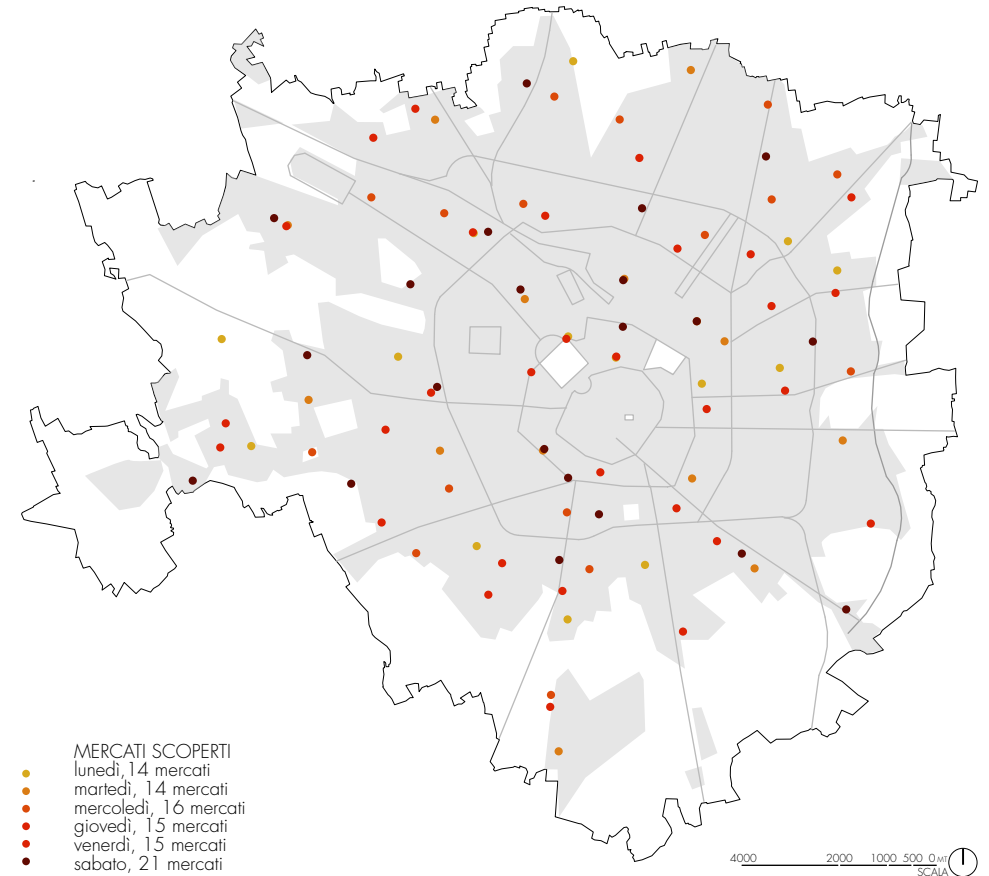 MERCATI SCOPERTI
lunedì,14 mercati
martedì, 14 mercati
mercoledì, 16 mercati
giovedì, 15 mercati
venerdì, 15 mercati
sabato, 21 mercati
4000 2000 1000 500 0 MT
SCALA